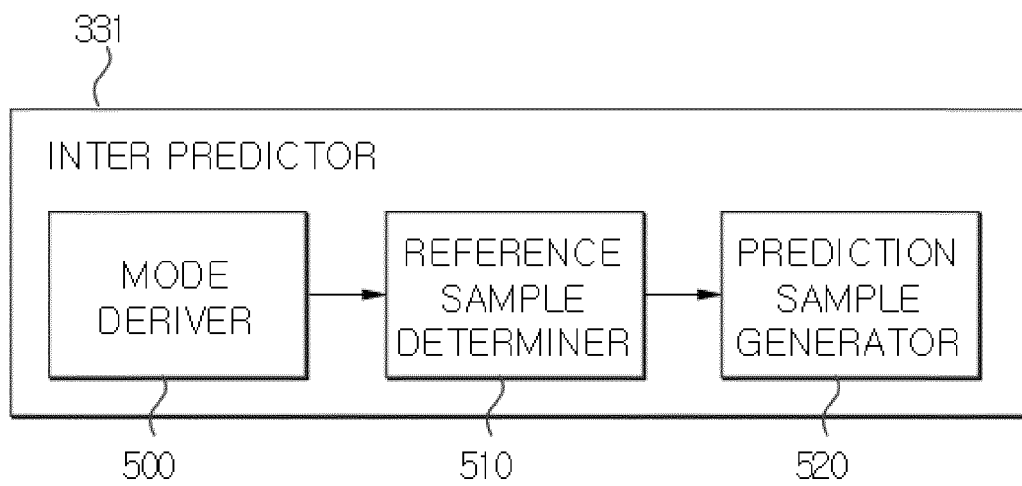 331
INTER PREDICTOR
MODE
DERIVER
REFERENCE
SAMPLE
DETERMINER
PREDICTION
SAMPLE
GENERATOR
500
510
520